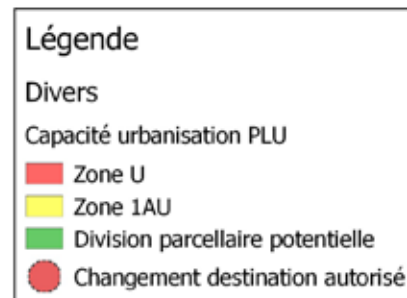 Légende
Divers
Capacité urbanisation PLU
Zone U
Zone 1AU
Division parcellaire potentielle
Changement destination autorisé